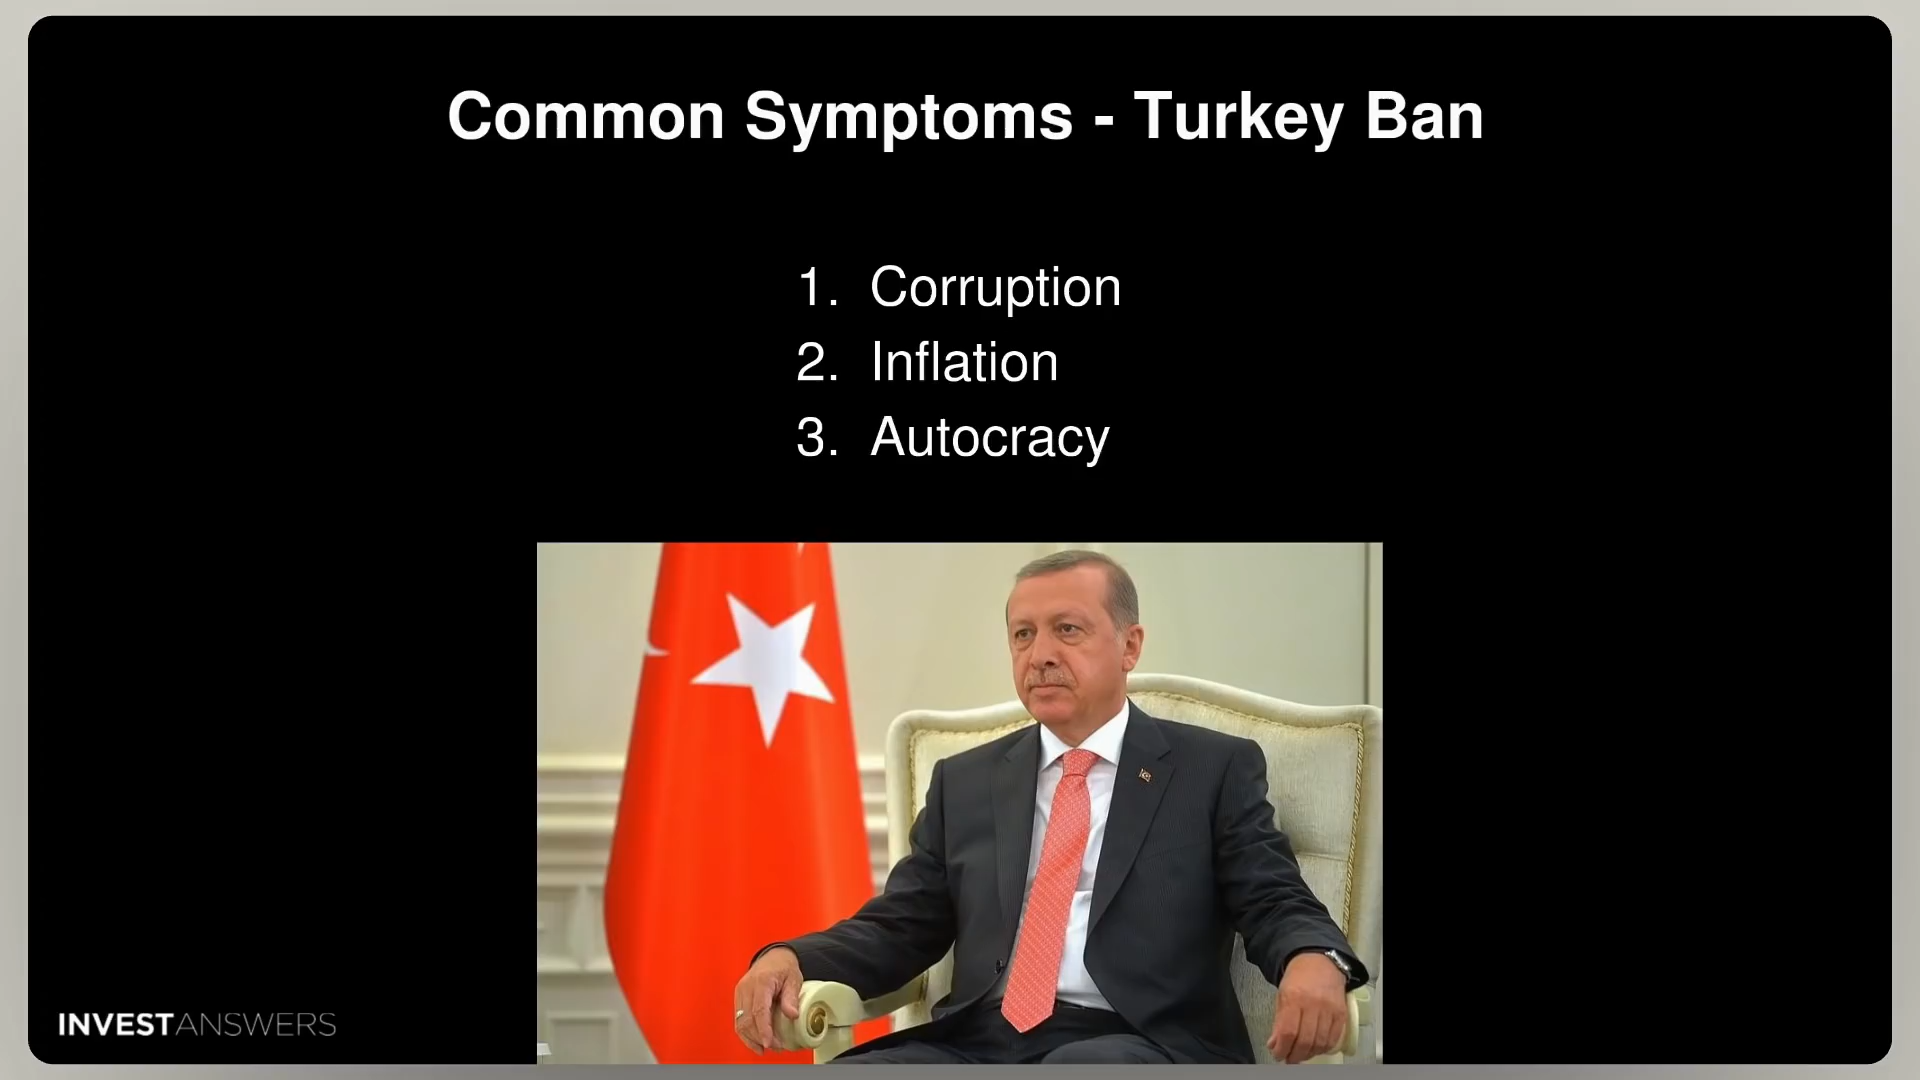 Common Symptoms - Turkey Ban
1. Corruption
2. Inflation
3. Autocracy
INVESTANSWERS